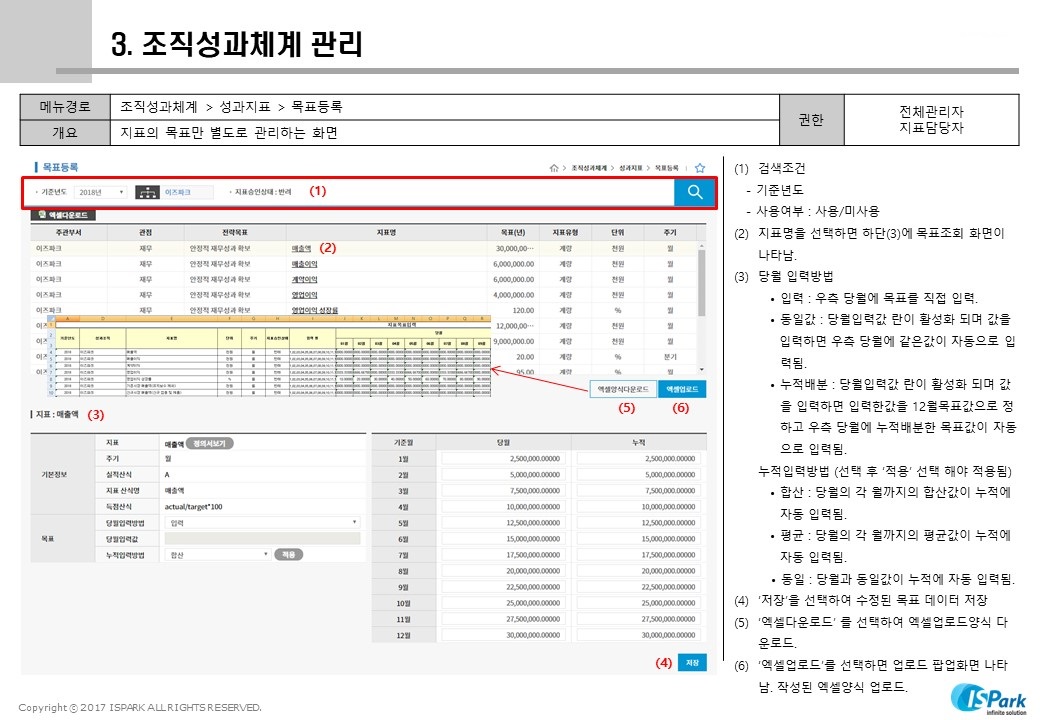 3. 조직성과체계 관리
메뉴경로 조직성과체계 > 성과지표 > 목표등록 권한 전체관리자 지표담당자
개요 지표의 목표만 별도로 관리하는 화면
목표등록 조직성과체계 > 성과지표 > 목표등록
기준년도 2018년 이즈파크 지표승인상태 : 반려 (1)
엑셀다운로드
주관부서 관점 전략목표 지표명 목표(년) 지표유형 단위 주기
이즈파크 재무 안정적 재무성과 확보 매출액 (2) 30,000,00··· 계량 천원 월
이즈파크 재무 안정적 재무성과 확보 매출이익 6,000,000.00 계량 천원 월
이즈파크 재무 안정적 재무성과 확보 계약이익 6,000,000.00 계량 천원 월
이즈파크 재무 안정적 재무성과 확보 영업이익 4,000,000.00 계량 천원 월
이즈파크 재무 안정적 재무성과 확보 영업이익 성장률 120.00 계량 % 월
12,000,00··· 계량 천원 월
9,000,000.00 계량 천원 월
20.00 계량 % 분기
95.00 계량 % 월
지표목표입력
엑셀양식다운로드 엑셀업로드
(5) (6)
지표 : 매출액 (3)
기본정보
지표 매출액 정의서보기
주기 월
실적산식 A
지표 산식명 매출액
득점산식 actual/target*100
목표
당월입력방법 입력
당월입력값
누적입력방법 합산 적용
기준월 당월 누적
1월 2,500,000.00000 2,500,000.00000
2월 5,000,000.00000 5,000,000.00000
3월 7,500,000.00000 7,500,000.00000
4월 10,000,000.00000 10,000,000.00000
5월 12,500,000.00000 12,500,000.00000
6월 15,000,000.00000 15,000,000.00000
7월 17,500,000.00000 17,500,000.00000
8월 20,000,000.00000 20,000,000.00000
9월 22,500,000.00000 22,500,000.00000
10월 25,000,000.00000 25,000,000.00000
11월 27,500,000.00000 27,500,000.00000
12월 30,000,000.00000 30,000,000.00000
(4) 저장
(1) 검색조건
- 기준년도
- 사용여부 : 사용/미사용
(2) 지표명을 선택하면 하단(3)에 목표조회 화면이
나타남.
(3) 당월 입력방법
• 입력 : 우측 당월에 목표를 직접 입력.
• 동일값 : 당월입력값 란이 활성화 되며 값을
입력하면 우측 당월에 같은값이 자동으로 입
력됨.
• 누적배분 : 당월입력값 란이 활성화 되며 값
을 입력하면 입력한값을 12월목표값으로 정
하고 우측 당월에 누적배분한 목표값이 자동
으로 입력됨.
누적입력방법 (선택 후 '적용' 선택 해야 적용됨)
• 합산 : 당월의 각 월까지의 합산값이 누적에
자동 입력됨.
• 평균 : 당월의 각 월까지의 평균값이 누적에
자동 입력됨.
• 동일 : 당월과 동일값이 누적에 자동 입력됨.
(4) '저장'을 선택하여 수정된 목표 데이터 저장
(5) '엑셀다운로드' 를 선택하여 엑셀업로드양식 다
운로드.
(6) '엑셀업로드'를 선택하면 업로드 팝업화면 나타
남. 작성된 엑셀양식 업로드.
Copyright ⓒ 2017 ISPARK ALL RIGHTS RESERVED.
ISPark
infinite solution